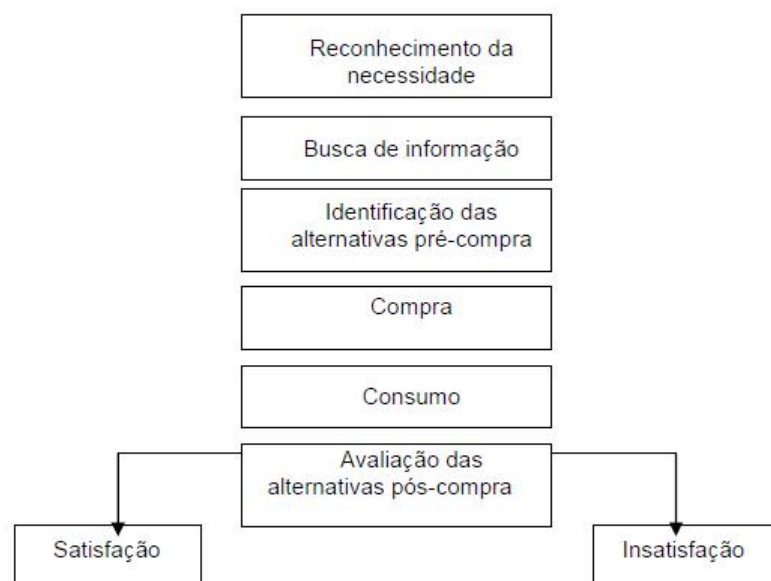 Reconhecimento da
necessidade
Busca de informação
Identificação das
alternativas pré-compra
Compra
Consumo
Avaliação das
alternativas pós-compra
Satisfação
Insatisfação